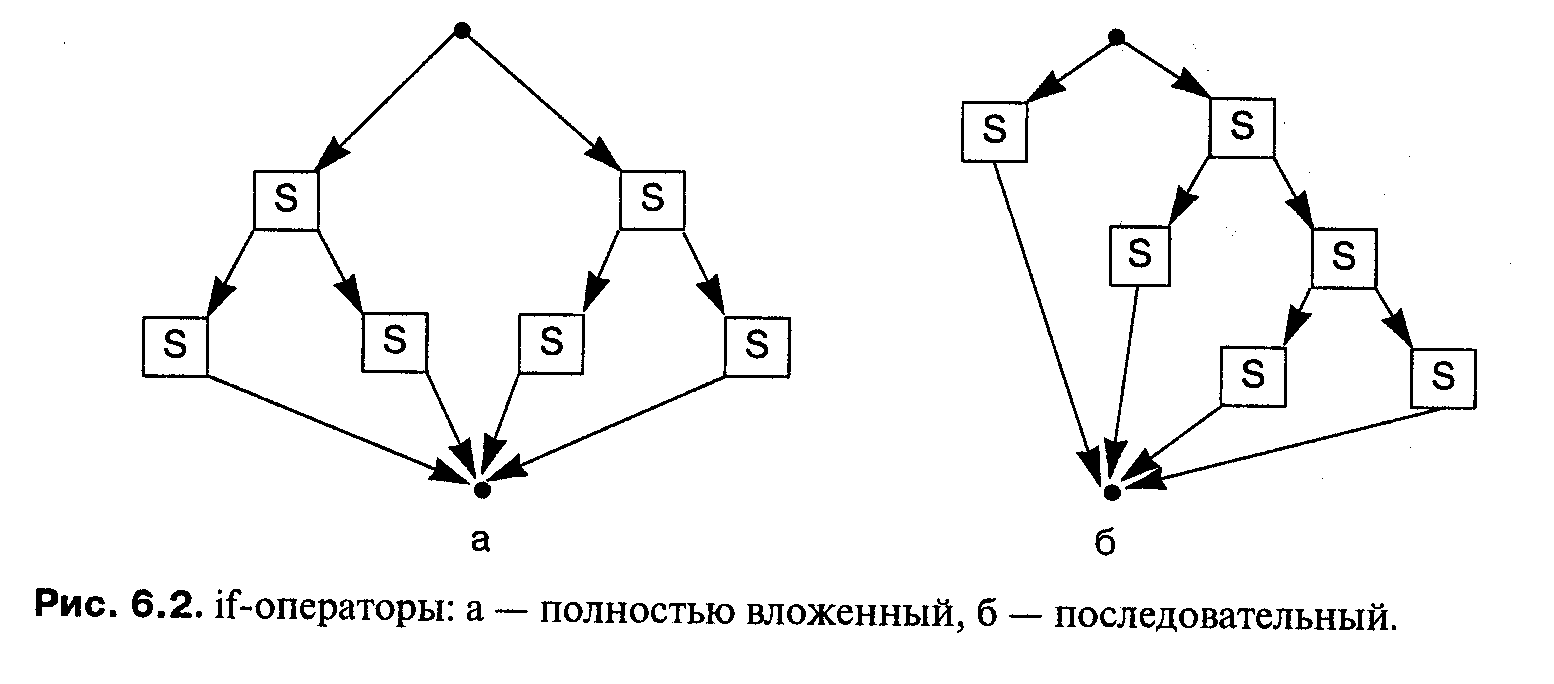 S S
S S
S S
S S S S
S S
а б
Рис. 6.2. if-операторы: а — полностью вложенный, б — последовательный.